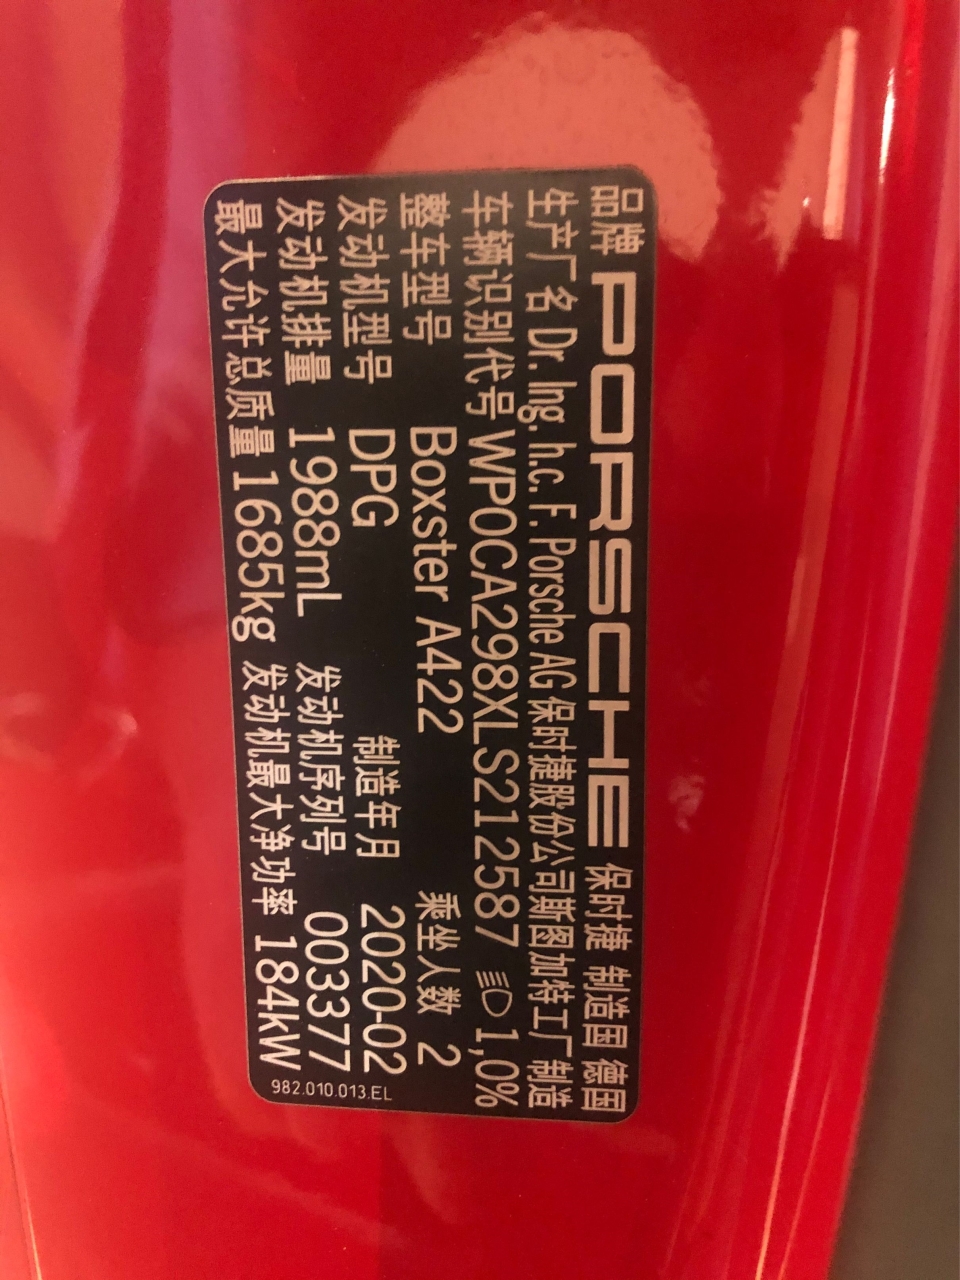 品牌 PORSCHE 保时捷 制造国 德国
生产厂名 Dr. Ing. h.c. F. Porsche AG 保时捷股份公司斯图加特工厂 制造
车辆识别代号 WP0CA298XLS212587 1,0%
整车型号 Boxster A422 乘坐人数 2
发动机型号 DPG 制造年月 2020-02
发动机排量 1988mL 发动机序列号 003377
最大允许总质量 1685kg 发动机最大净功率 184kW
982.010.013.EL